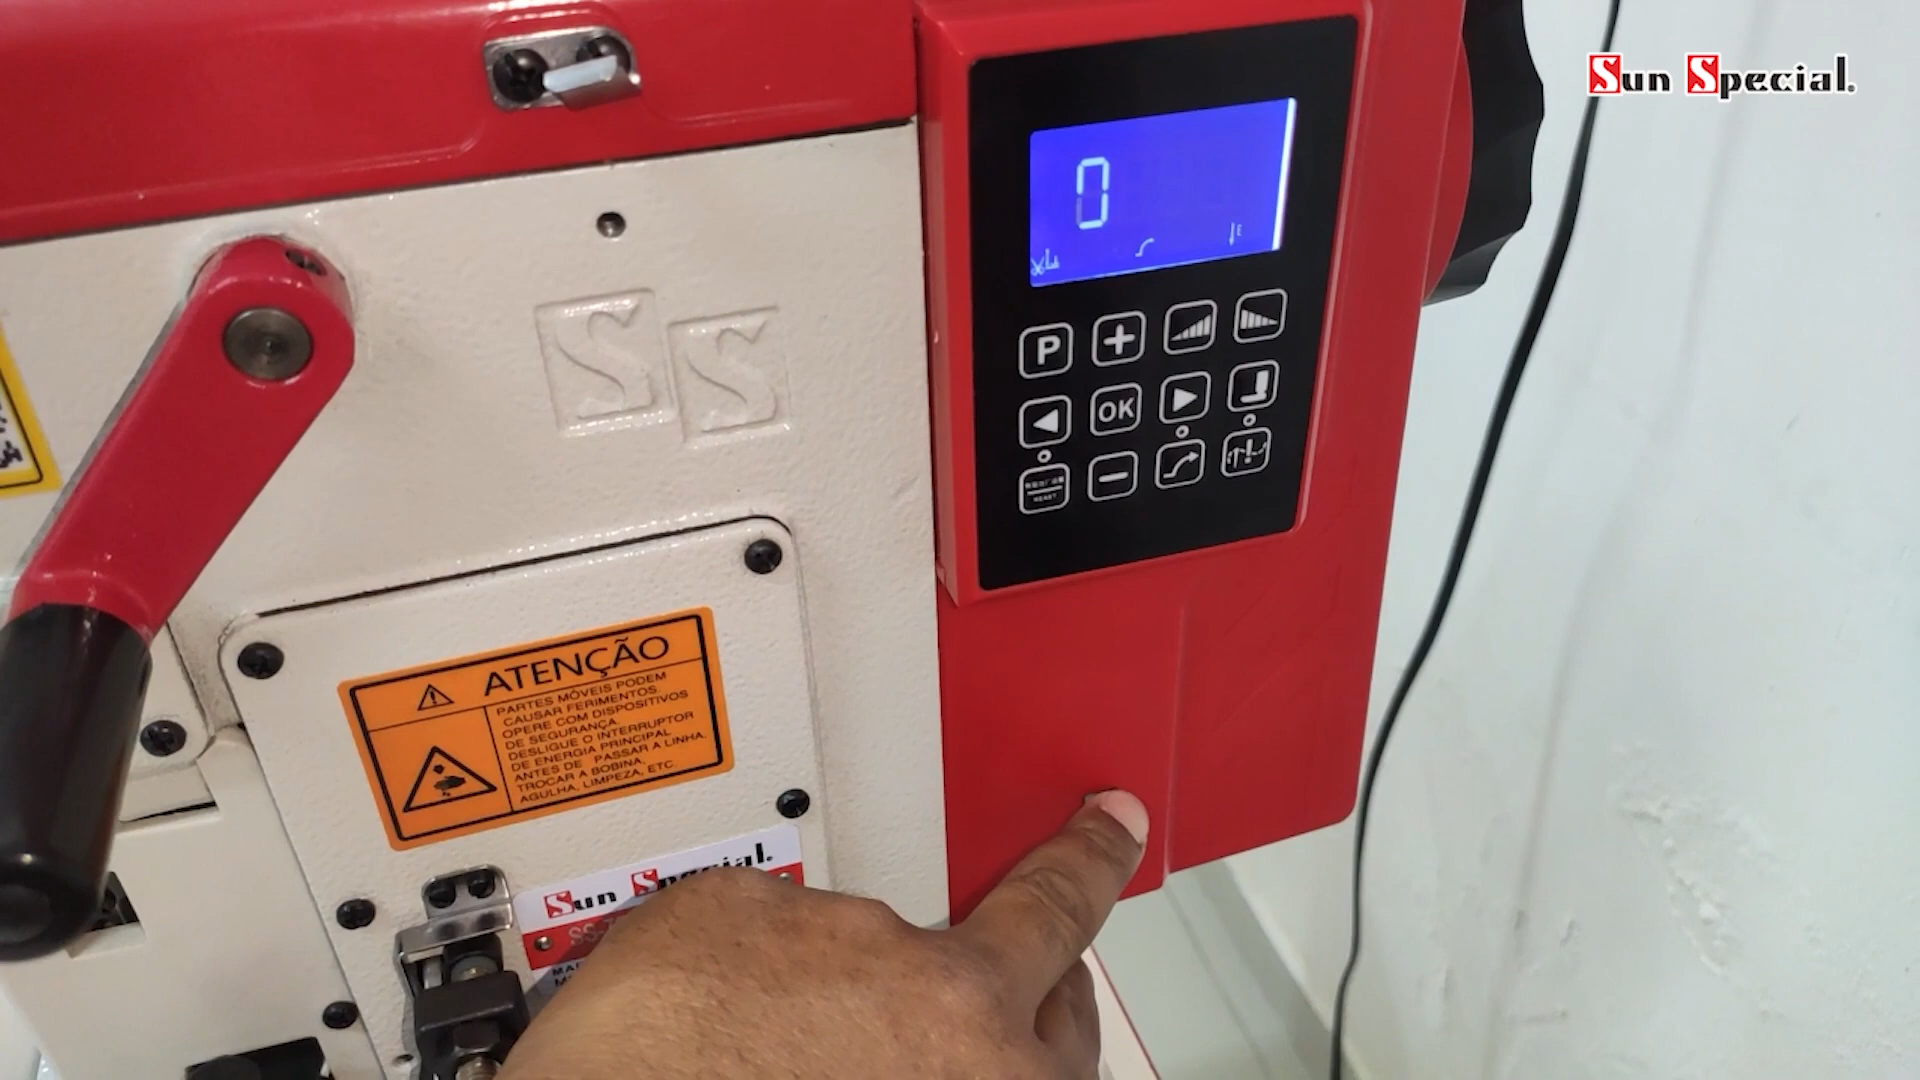 Sun Special.
0
E
P
OK
RESET
SS
ATENÇÃO
PARTES MÓVEIS PODEM
CAUSAR FERIMENTOS.
OPERE COM DISPOSITIVOS
DE SEGURANÇA.
DESLIGUE O INTERRUPTOR
DE ENERGIA PRINCIPAL
ANTES DE PASSAR A LINHA,
TROCAR A BOBINA,
AGULHA, LIMPEZA, ETC.
Sun Special.